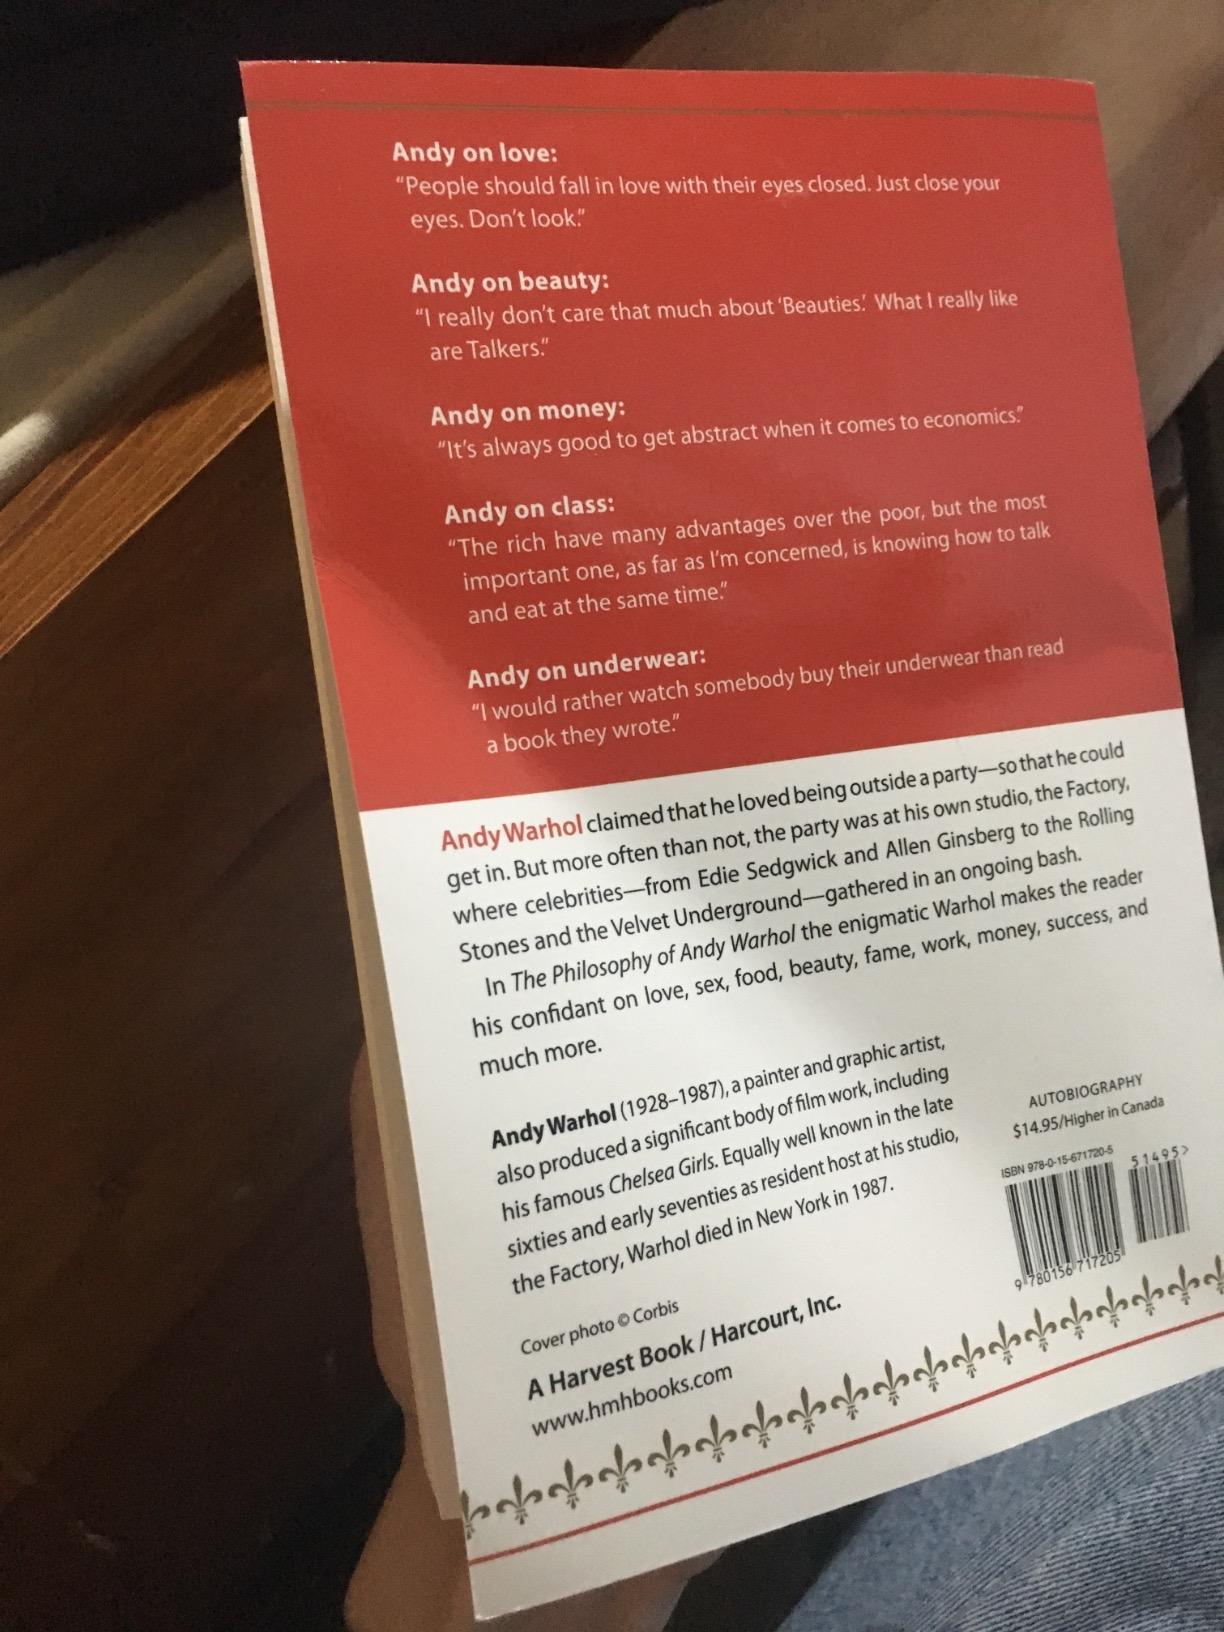 Andy on love:
“People should fall in love with their eyes closed. Just close your
eyes. Don’t look.”
Andy on beauty:
“I really don’t care that much about ‘Beauties.’ What I really like
are Talkers.”
Andy on money:
“It’s always good to get abstract when it comes to economics.”
Andy on class:
“The rich have many advantages over the poor, but the most
important one, as far as I’m concerned, is knowing how to talk
and eat at the same time.”
Andy on underwear:
“I would rather watch somebody buy their underwear than read
a book they wrote.”
Andy Warhol claimed that he loved being outside a party—so that he could
get in. But more often than not, the party was at his own studio, the Factory,
where celebrities—from Edie Sedgwick and Allen Ginsberg to the Rolling
Stones and the Velvet Underground—gathered in an ongoing bash.
In The Philosophy of Andy Warhol the enigmatic Warhol makes the reader
his confidant on love, sex, food, beauty, fame, work, money, success, and
much more.
Andy Warhol (1928–1987), a painter and graphic artist,
also produced a significant body of film work, including
his famous Chelsea Girls. Equally well known in the late
sixties and early seventies as resident host at his studio,
the Factory, Warhol died in New York in 1987.
Cover photo © Corbis
A Harvest Book / Harcourt, Inc.
www.hmhbooks.com
AUTOBIOGRAPHY
$14.95/Higher in Canada
ISBN 978-0-15-671720-5
51495>
9 780156 717205